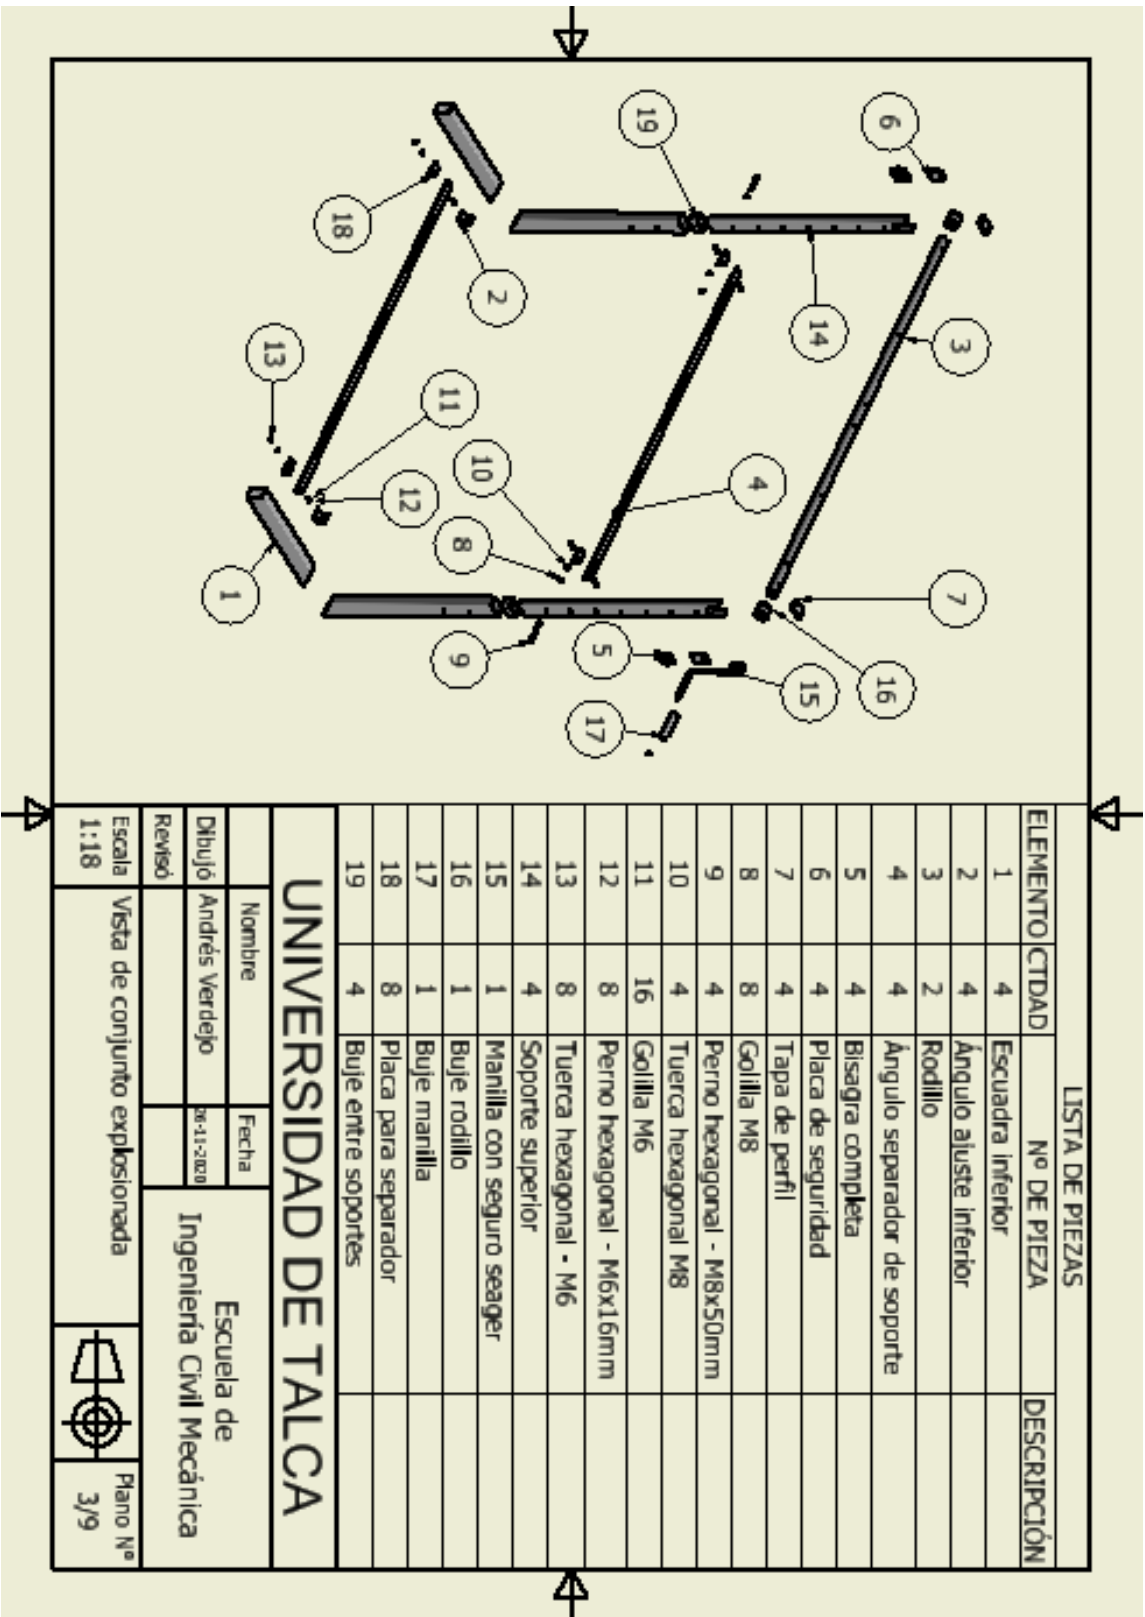 6
19
18
2
14
3
13
11
10
12
4
8
1
7
9
5
16
15
17
LISTA DE PIEZAS
ELEMENTO CTDAD Nº DE PIEZA DESCRIPCIÓN
1 4 Escuadra inferior
2 4 Ángulo ajuste inferior
3 2 Rodillo
4 4 Ángulo separador de soporte
5 4 Bisagra completa
6 4 Placa de seguridad
7 4 Tapa de perfil
8 8 Golilla M8
9 4 Perno hexagonal - M8x50mm
10 4 Tuerca hexagonal M8
11 16 Golilla M6
12 8 Perno hexagonal - M6x16mm
13 8 Tuerca hexagonal - M6
14 4 Soporte superior
15 1 Manilla con seguro seager
16 1 Buje rodillo
17 1 Buje manilla
18 8 Placa para separador
19 4 Buje entre soportes
UNIVERSIDAD DE TALCA
Nombre Fecha
Dibujó Andrés Verdejo 26-11-2020
Revisó
Escuela de
Ingeniería Civil Mecánica
Escala
1:18
Vista de conjunto explosionada
Plano Nº
3/9